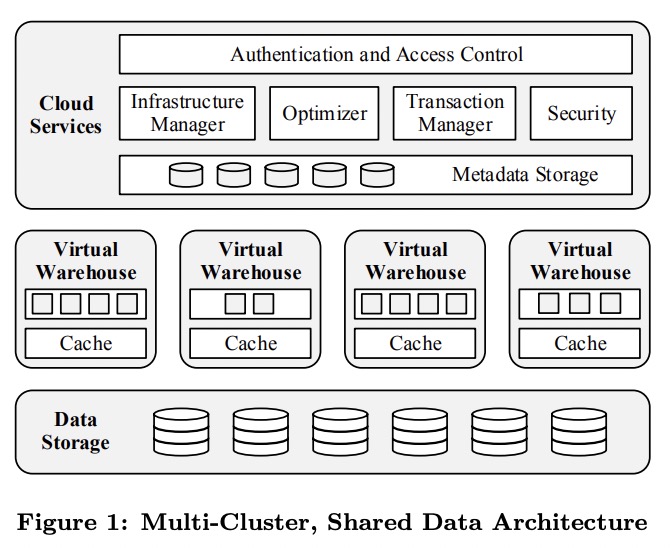 Authentication and Access Control
Cloud
Services
Infrastructure
Manager
Optimizer
Transaction
Manager
Security
Metadata Storage
Virtual
Warehouse
Cache
Virtual
Warehouse
Cache
Virtual
Warehouse
Cache
Virtual
Warehouse
Cache
Data
Storage
Figure 1: Multi-Cluster, Shared Data Architecture